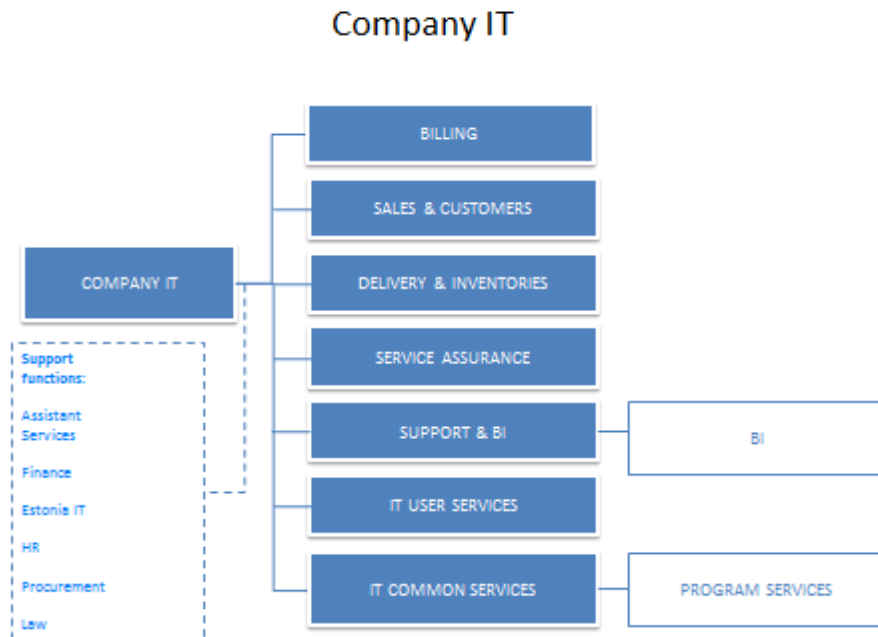 Company IT
BILLING
SALES & CUSTOMERS
COMPANY IT
DELIVERY & INVENTORIES
SERVICE ASSURANCE
SUPPORT & BI
BI
IT USER SERVICES
IT COMMON SERVICES
PROGRAM SERVICES
Support
functions:
Assistant
Services
Finance
Estonia IT
HR
Procurement
Law